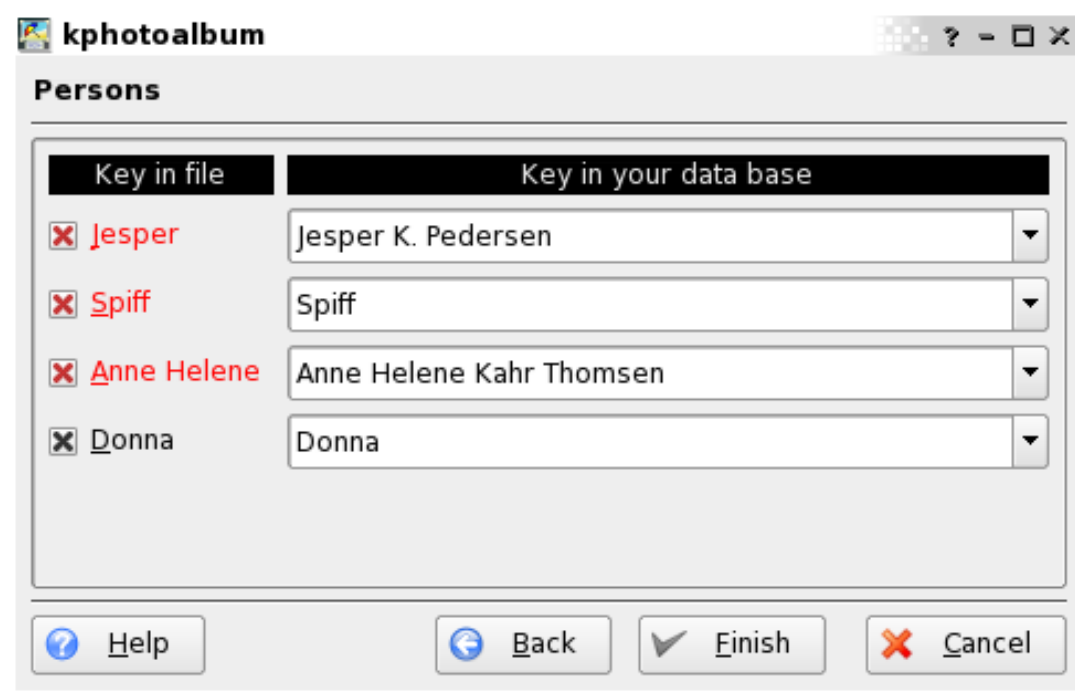 kphotoalbum
Persons
Key in file Key in your data base
Jesper Jesper K. Pedersen
Spiff Spiff
Anne Helene Anne Helene Kahr Thomsen
Donna Donna
Help Back Finish Cancel